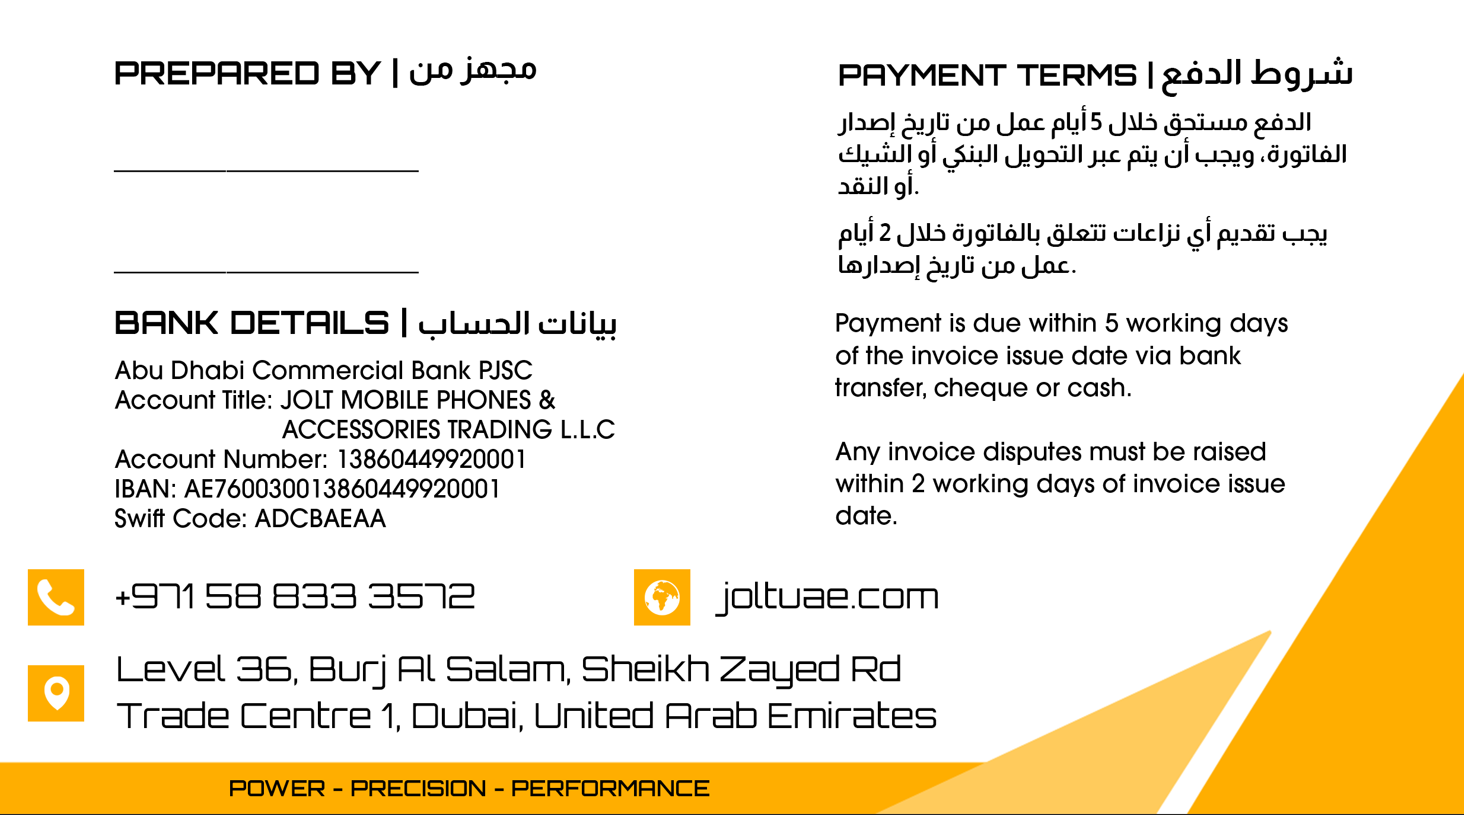 PREPARED BY | مجهز من
BANK DETAILS | بيانات الحساب
Abu Dhabi Commercial Bank PJSC
Account Title: JOLT MOBILE PHONES &
ACCESSORIES TRADING L.L.C
Account Number: 13860449920001
IBAN: AE760030013860449920001
Swift Code: ADCBAEAA
PAYMENT TERMS | شروط الدفع
الدفع مستحق خلال 5 أيام عمل من تاريخ إصدار
الفاتورة، ويجب أن يتم عبر التحويل البنكي أو الشيك
أو النقد.
يجب تقديم أي نزاعات تتعلق بالفاتورة خلال 2 أيام
عمل من تاريخ إصدارها.
Payment is due within 5 working days
of the invoice issue date via bank
transfer, cheque or cash.
Any invoice disputes must be raised
within 2 working days of invoice issue
date.
+971 58 833 3572
joltuae.com
Level 36, Burj Al Salam, Sheikh Zayed Rd
Trade Centre 1, Dubai, United Arab Emirates
POWER - PRECISION - PERFORMANCE